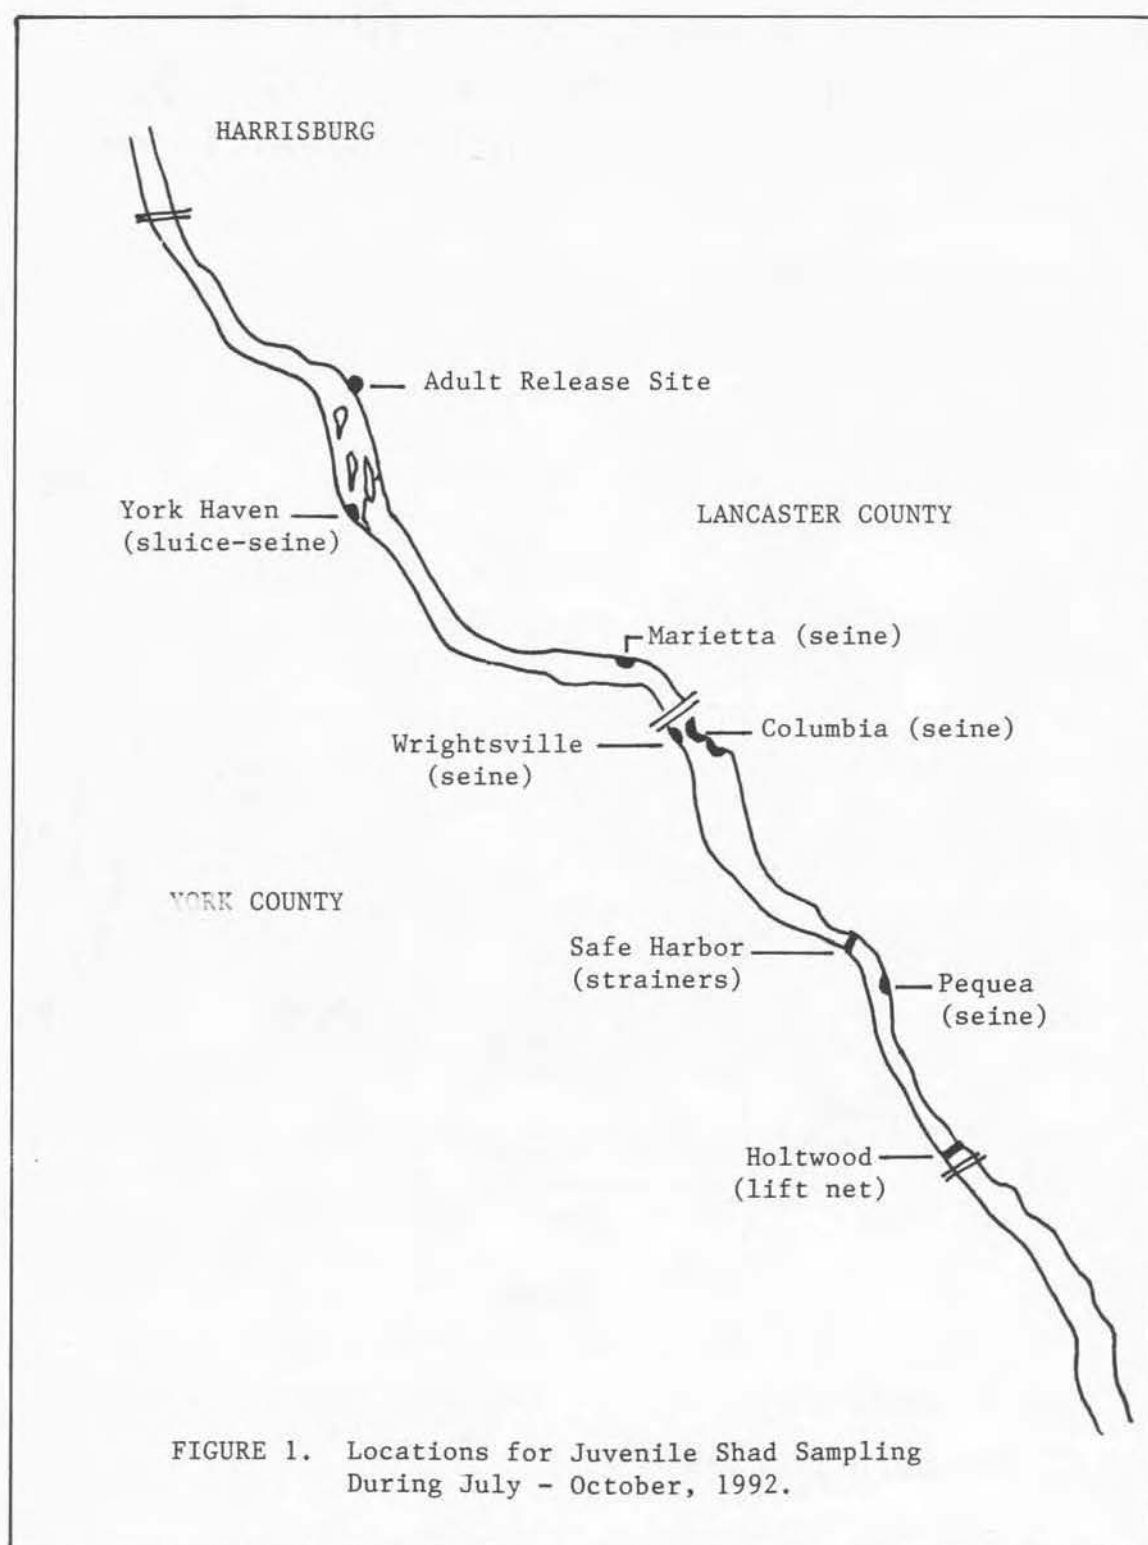 HARRISBURG
Adult Release Site
York Haven
(sluice-seine)
LANCASTER COUNTY
Marietta (seine)
Columbia (seine)
Wrightsville
(seine)
YORK COUNTY
Safe Harbor
(strainers)
Pequea
(seine)
Holtwood
(lift net)
FIGURE 1. Locations for Juvenile Shad Sampling
During July - October, 1992.